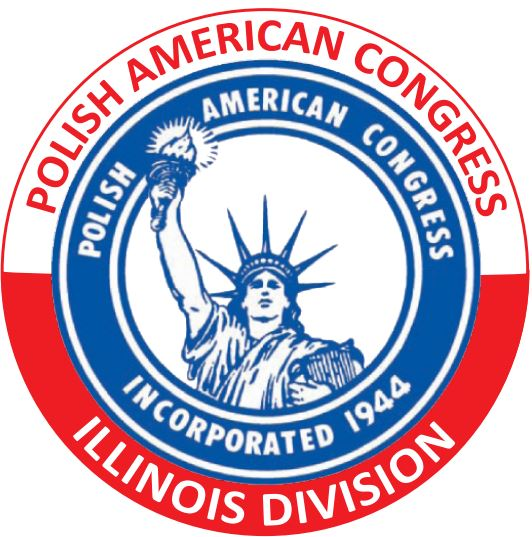 POLISH AMERICAN CONGRESS
POLISH AMERICAN CONGRESS
INCORPORATED 1944
ILLINOIS DIVISION